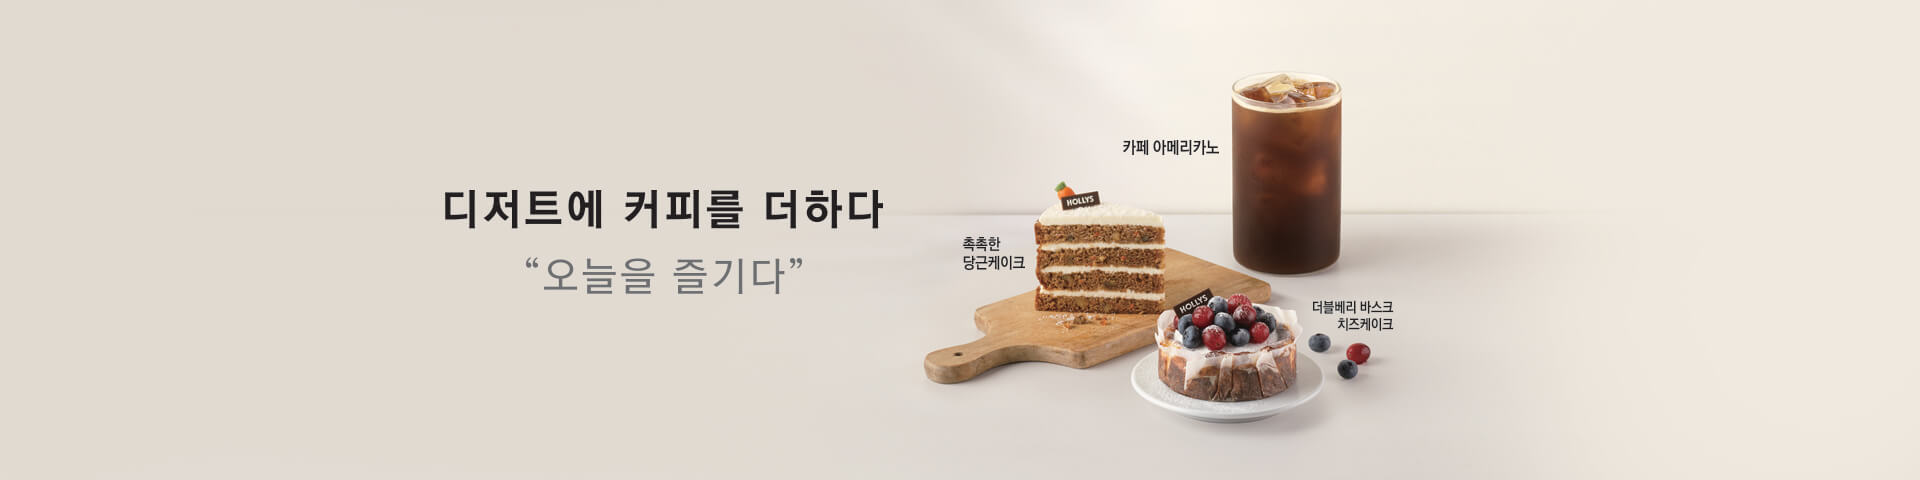 디저트에 커피를 더하다
“오늘을 즐기다”
카페 아메리카노
HOLLYS
촉촉한
당근케이크
HOLLYS
더블베리 바스크
치즈케이크